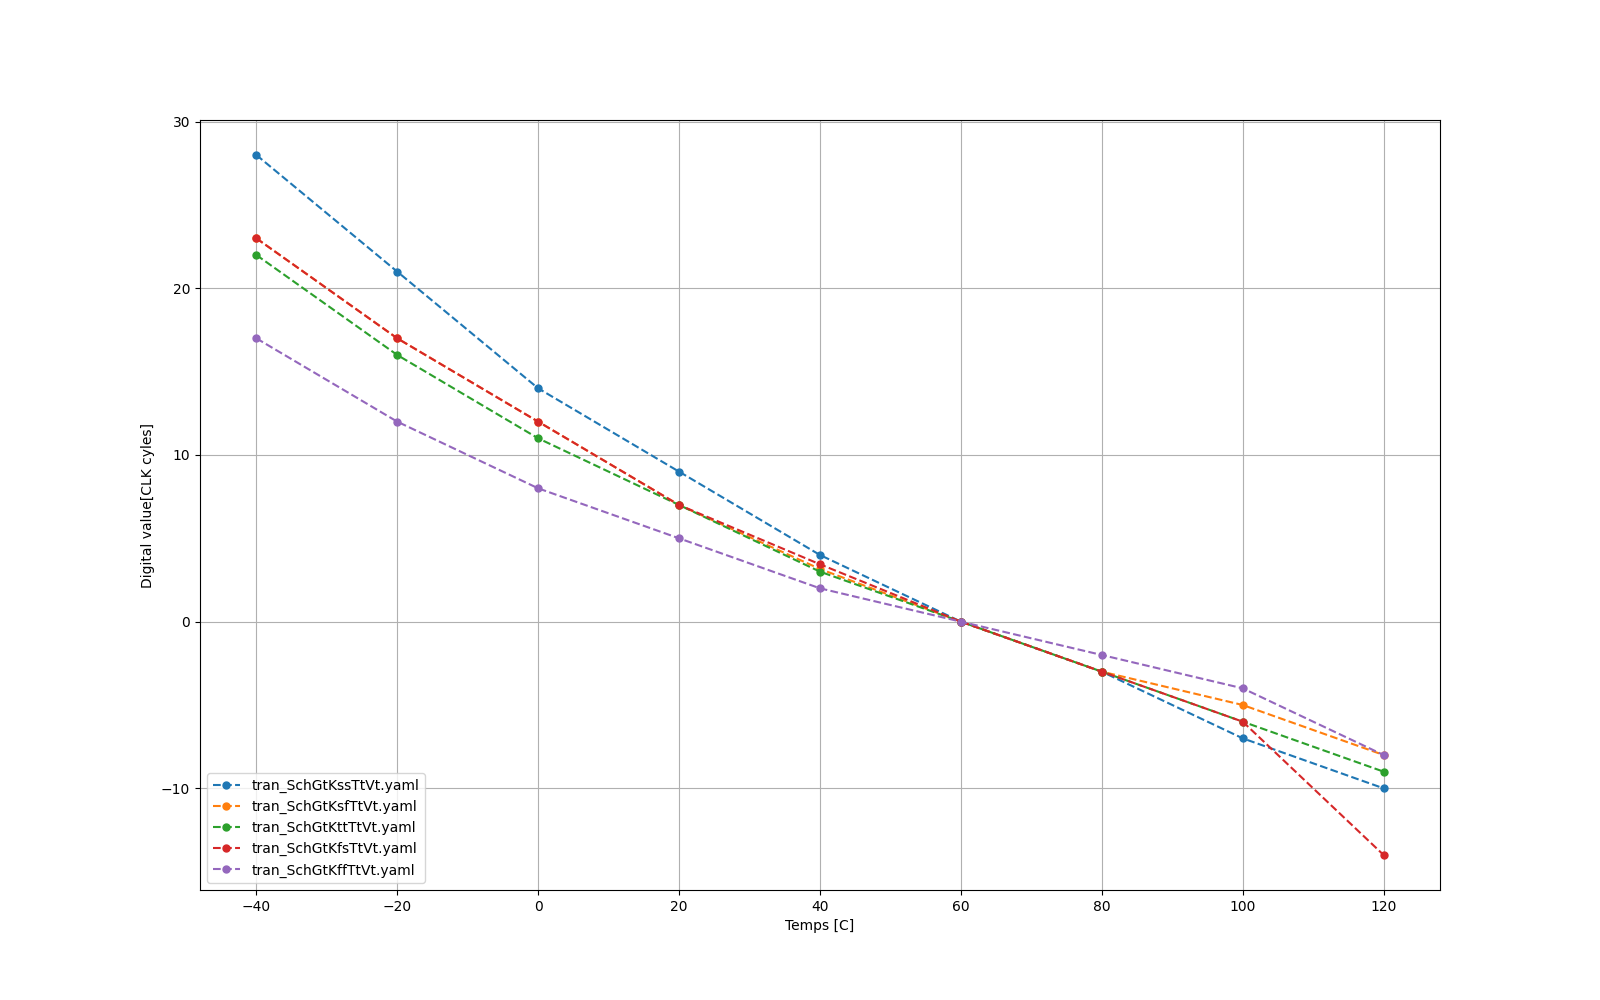 30
20
10
0
−10
Digital value[CLK cyles]
tran_SchGtKssTtVt.yaml
tran_SchGtKsfTtVt.yaml
tran_SchGtKttTtVt.yaml
tran_SchGtKfsTtVt.yaml
tran_SchGtKffTtVt.yaml
−40 −20 0 20 40 60 80 100 120
Temps [C]